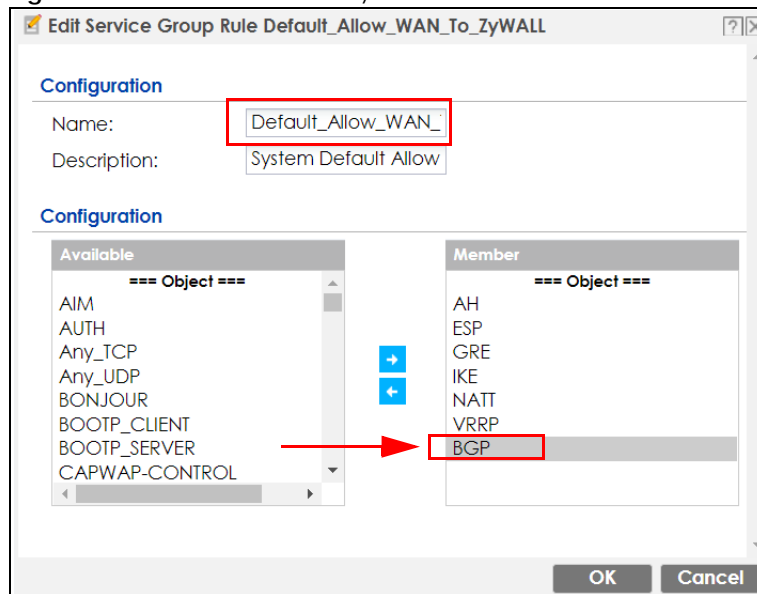 Edit Service Group Rule Default_Allow_WAN_To_ZyWALL
Configuration
Name: Default_Allow_WAN_
Description: System Default Allow
Configuration
Available
=== Object ===
AIM
AUTH
Any_TCP
Any_UDP
BONJOUR
BOOTP_CLIENT
BOOTP_SERVER
CAPWAP-CONTROL
Member
=== Object ===
AH
ESP
GRE
IKE
NATT
VRRP
BGP
OK Cancel